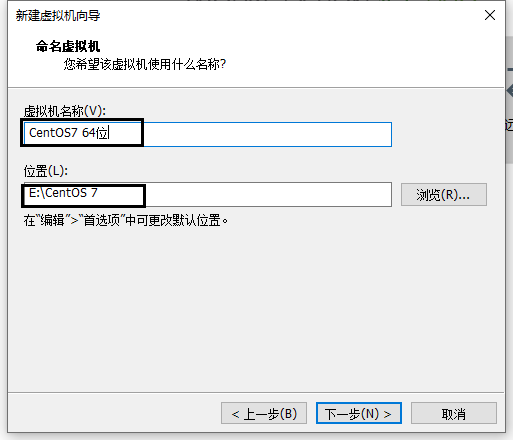 新建虚拟机向导
命名虚拟机
您希望该虚拟机使用什么名称?
虚拟机名称(V):
CentOS7 64位
位置(L):
E:\CentOS 7
浏览(R)...
在“编辑”>“首选项”中可更改默认位置。
< 上一步(B)
下一步(N) >
取消
远